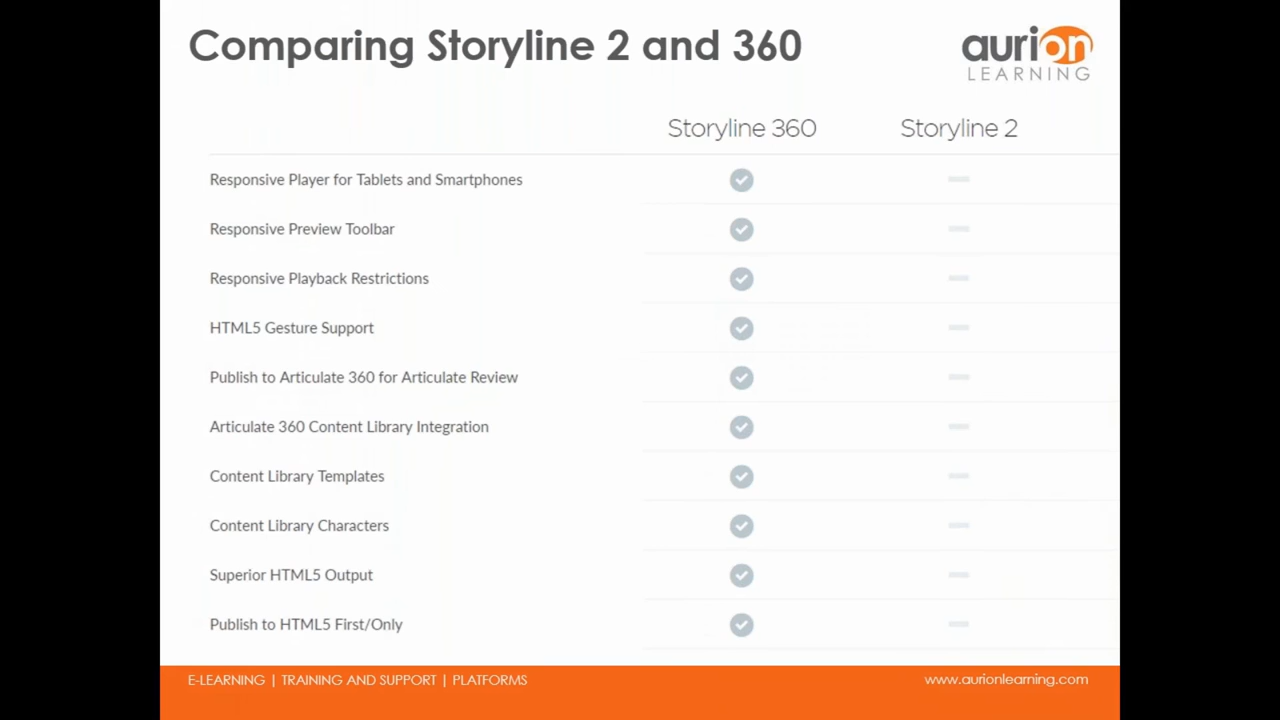 Comparing Storyline 2 and 360
aurion
LEARNING
Storyline 360 Storyline 2
Responsive Player for Tablets and Smartphones
Responsive Preview Toolbar
Responsive Playback Restrictions
HTML5 Gesture Support
Publish to Articulate 360 for Articulate Review
Articulate 360 Content Library Integration
Content Library Templates
Content Library Characters
Superior HTML5 Output
Publish to HTML5 First/Only
E-LEARNING | TRAINING AND SUPPORT | PLATFORMS www.aurionlearning.com